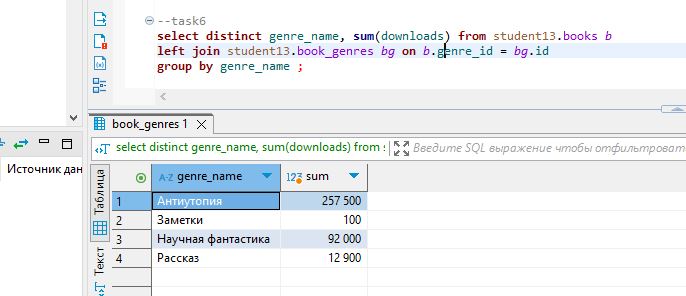 --task6
select distinct genre_name, sum(downloads) from student13.books b
left join student13.book_genres bg on b.genre_id = bg.id
group by genre_name ;
book_genres 1
select distinct genre_name, sum(downloads) from s
Введите SQL выражение чтобы отфильтроват
Источник дан
Таблица
Текст
A-Z genre_name
123 sum
1 Антиутопия 257 500
2 Заметки 100
3 Научная фантастика 92 000
4 Рассказ 12 900